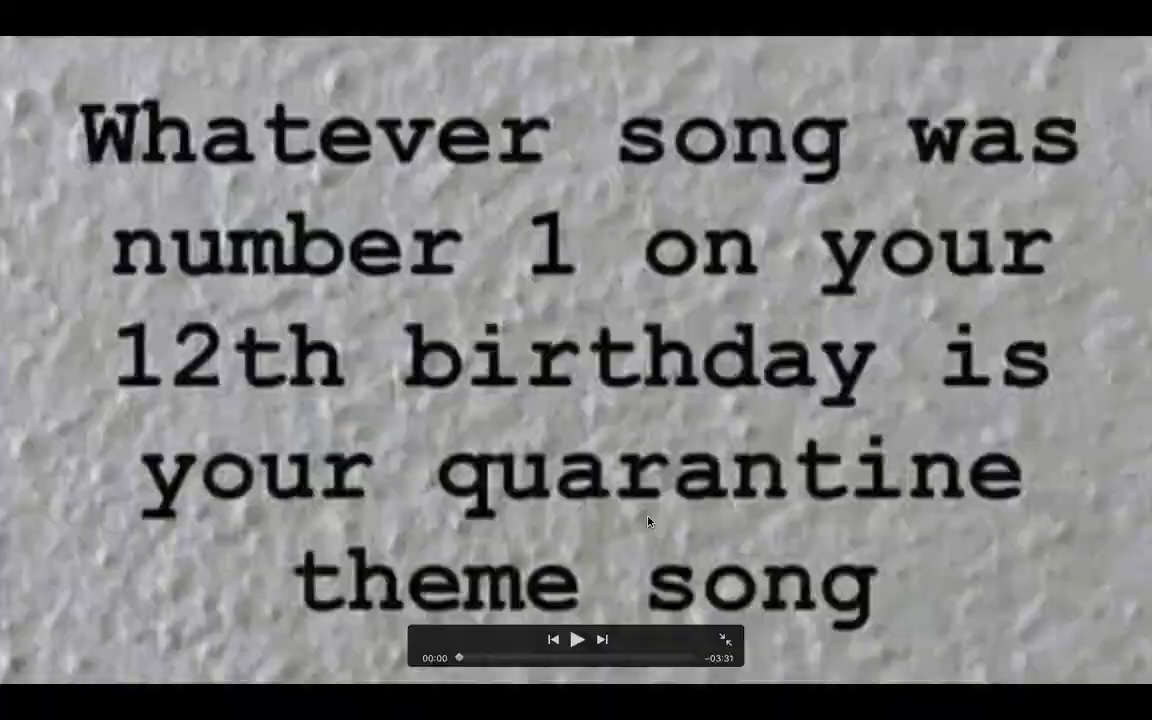 Whatever song was
number 1 on your
12th birthday is
your quarantine
theme song
00:00
-03:31